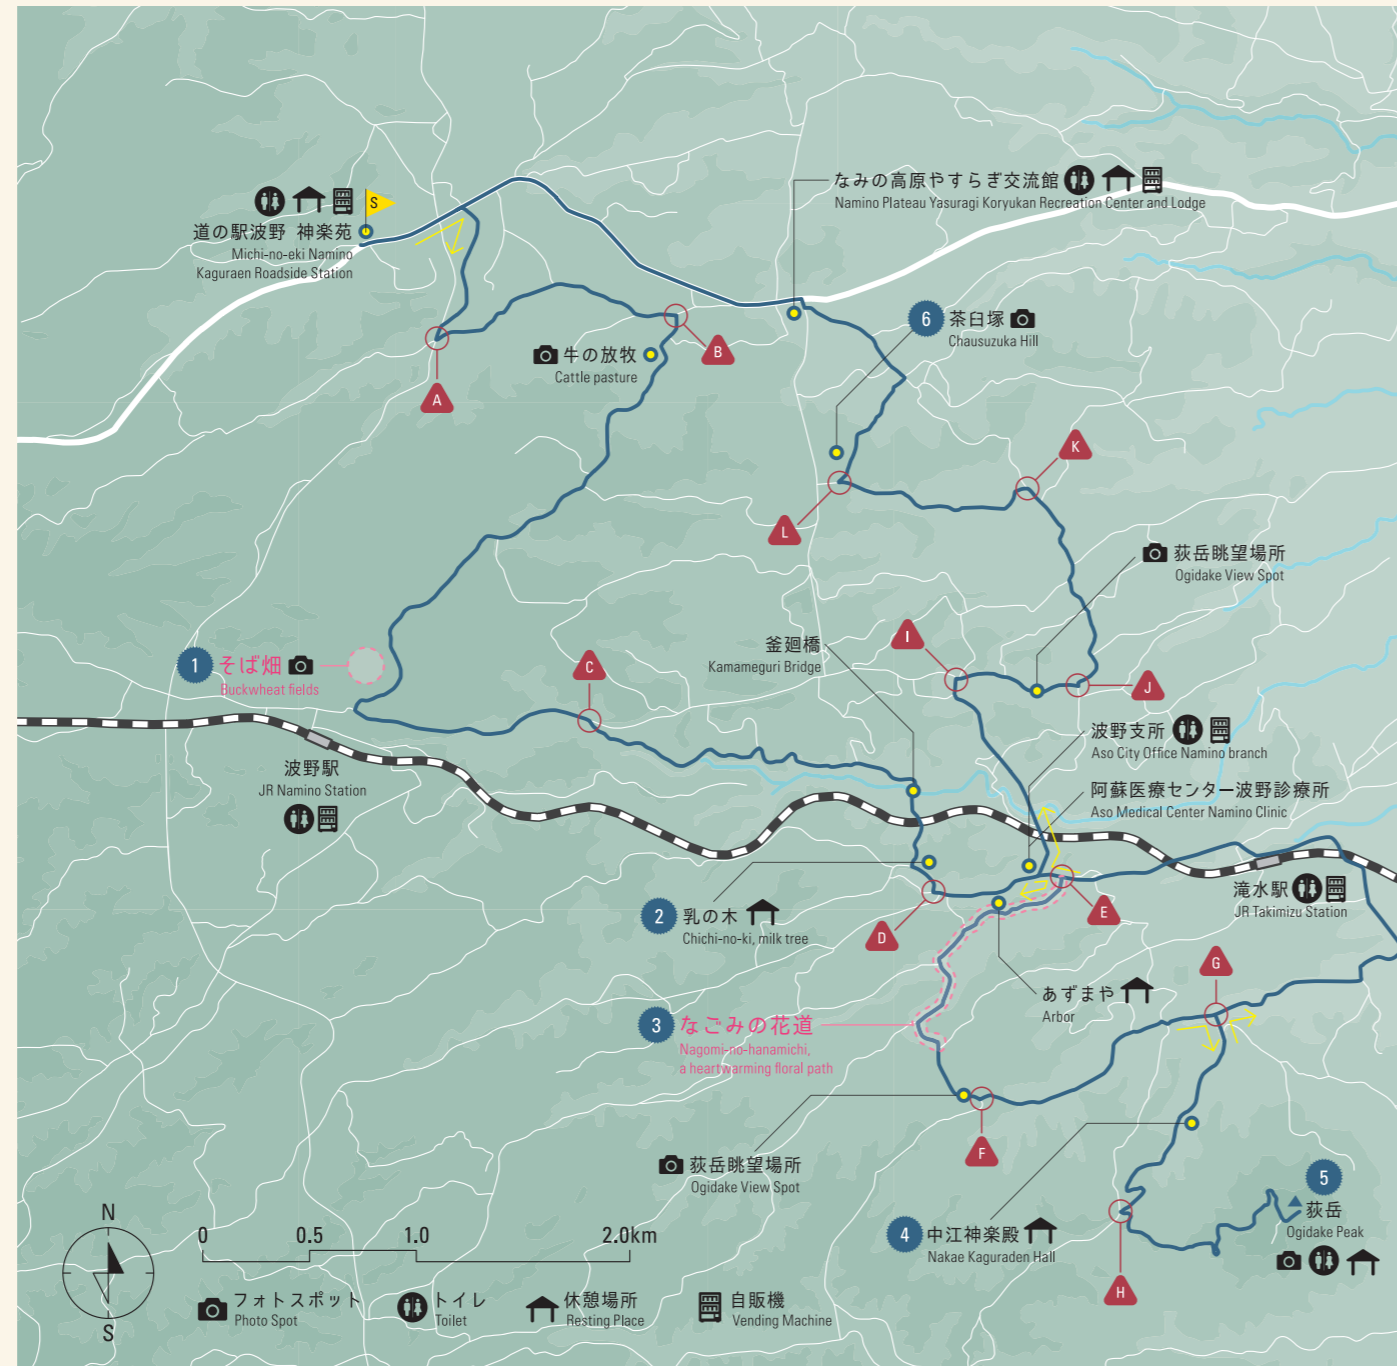 なみの高原やすらぎ交流館
Namino Plateau Yasuragi Koryukan Recreation Center and Lodge
S
道の駅波野 神楽苑
Michi-no-eki Namino
Kaguraen Roadside Station
6 茶臼塚
Chausuzuka Hill
牛の放牧
Cattle pasture
B
A
K
L
荻岳眺望場所
Ogidake View Spot
釜廻橋
Kamameguri Bridge
I
1 そば畑
Buckwheat fields
C
J
波野支所
Aso City Office Namino branch
波野駅
JR Namino Station
阿蘇医療センター波野診療所
Aso Medical Center Namino Clinic
滝水駅
JR Takimizu Station
2 乳の木
Chichi-no-ki, milk tree
D
E
G
あずまや
Arbor
3 なごみの花道
Nagomi-no-hanamichi,
a heartwarming floral path
F
荻岳眺望場所
Ogidake View Spot
5
荻岳
Ogidake Peak
4 中江神楽殿
Nakae Kaguraden Hall
H
N
S
0 0.5 1.0 2.0km
フォトスポット
Photo Spot
トイレ
Toilet
休憩場所
Resting Place
自販機
Vending Machine